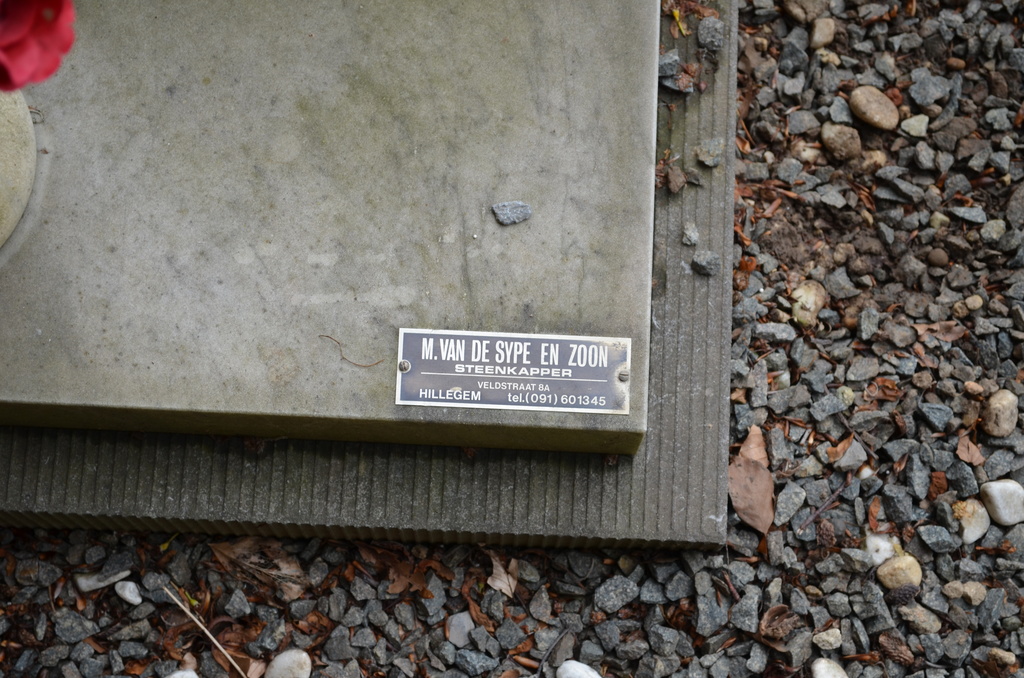 M. VAN DE SYPE EN ZOON
STEENKAPPER
VELDSTRAAT 8A
HILLEGEM tel.(091) 601345